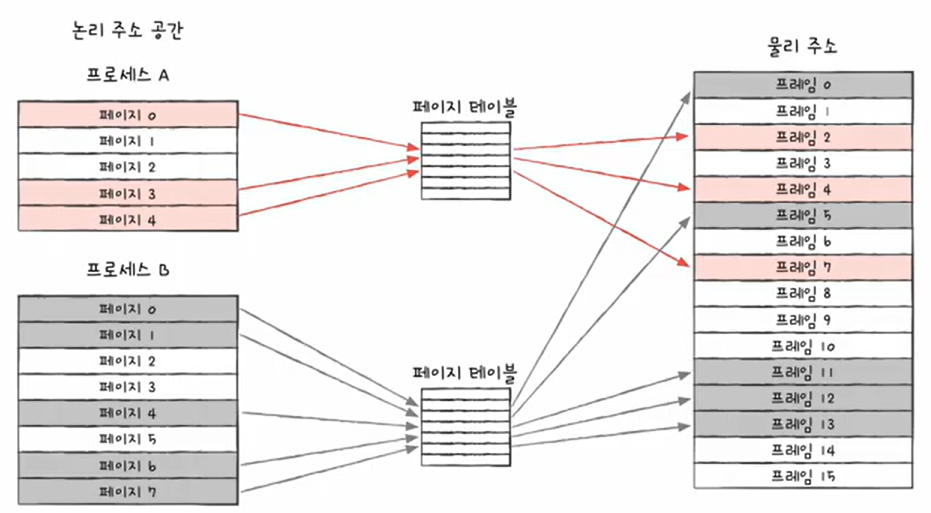 논리 주소 공간
프로세스 A
페이지 0
페이지 1
페이지 2
페이지 3
페이지 4
프로세스 B
페이지 0
페이지 1
페이지 2
페이지 3
페이지 4
페이지 5
페이지 6
페이지 7
페이지 테이블
페이지 테이블
물리 주소
프레임 0
프레임 1
프레임 2
프레임 3
프레임 4
프레임 5
프레임 6
프레임 7
프레임 8
프레임 9
프레임 10
프레임 11
프레임 12
프레임 13
프레임 14
프레임 15